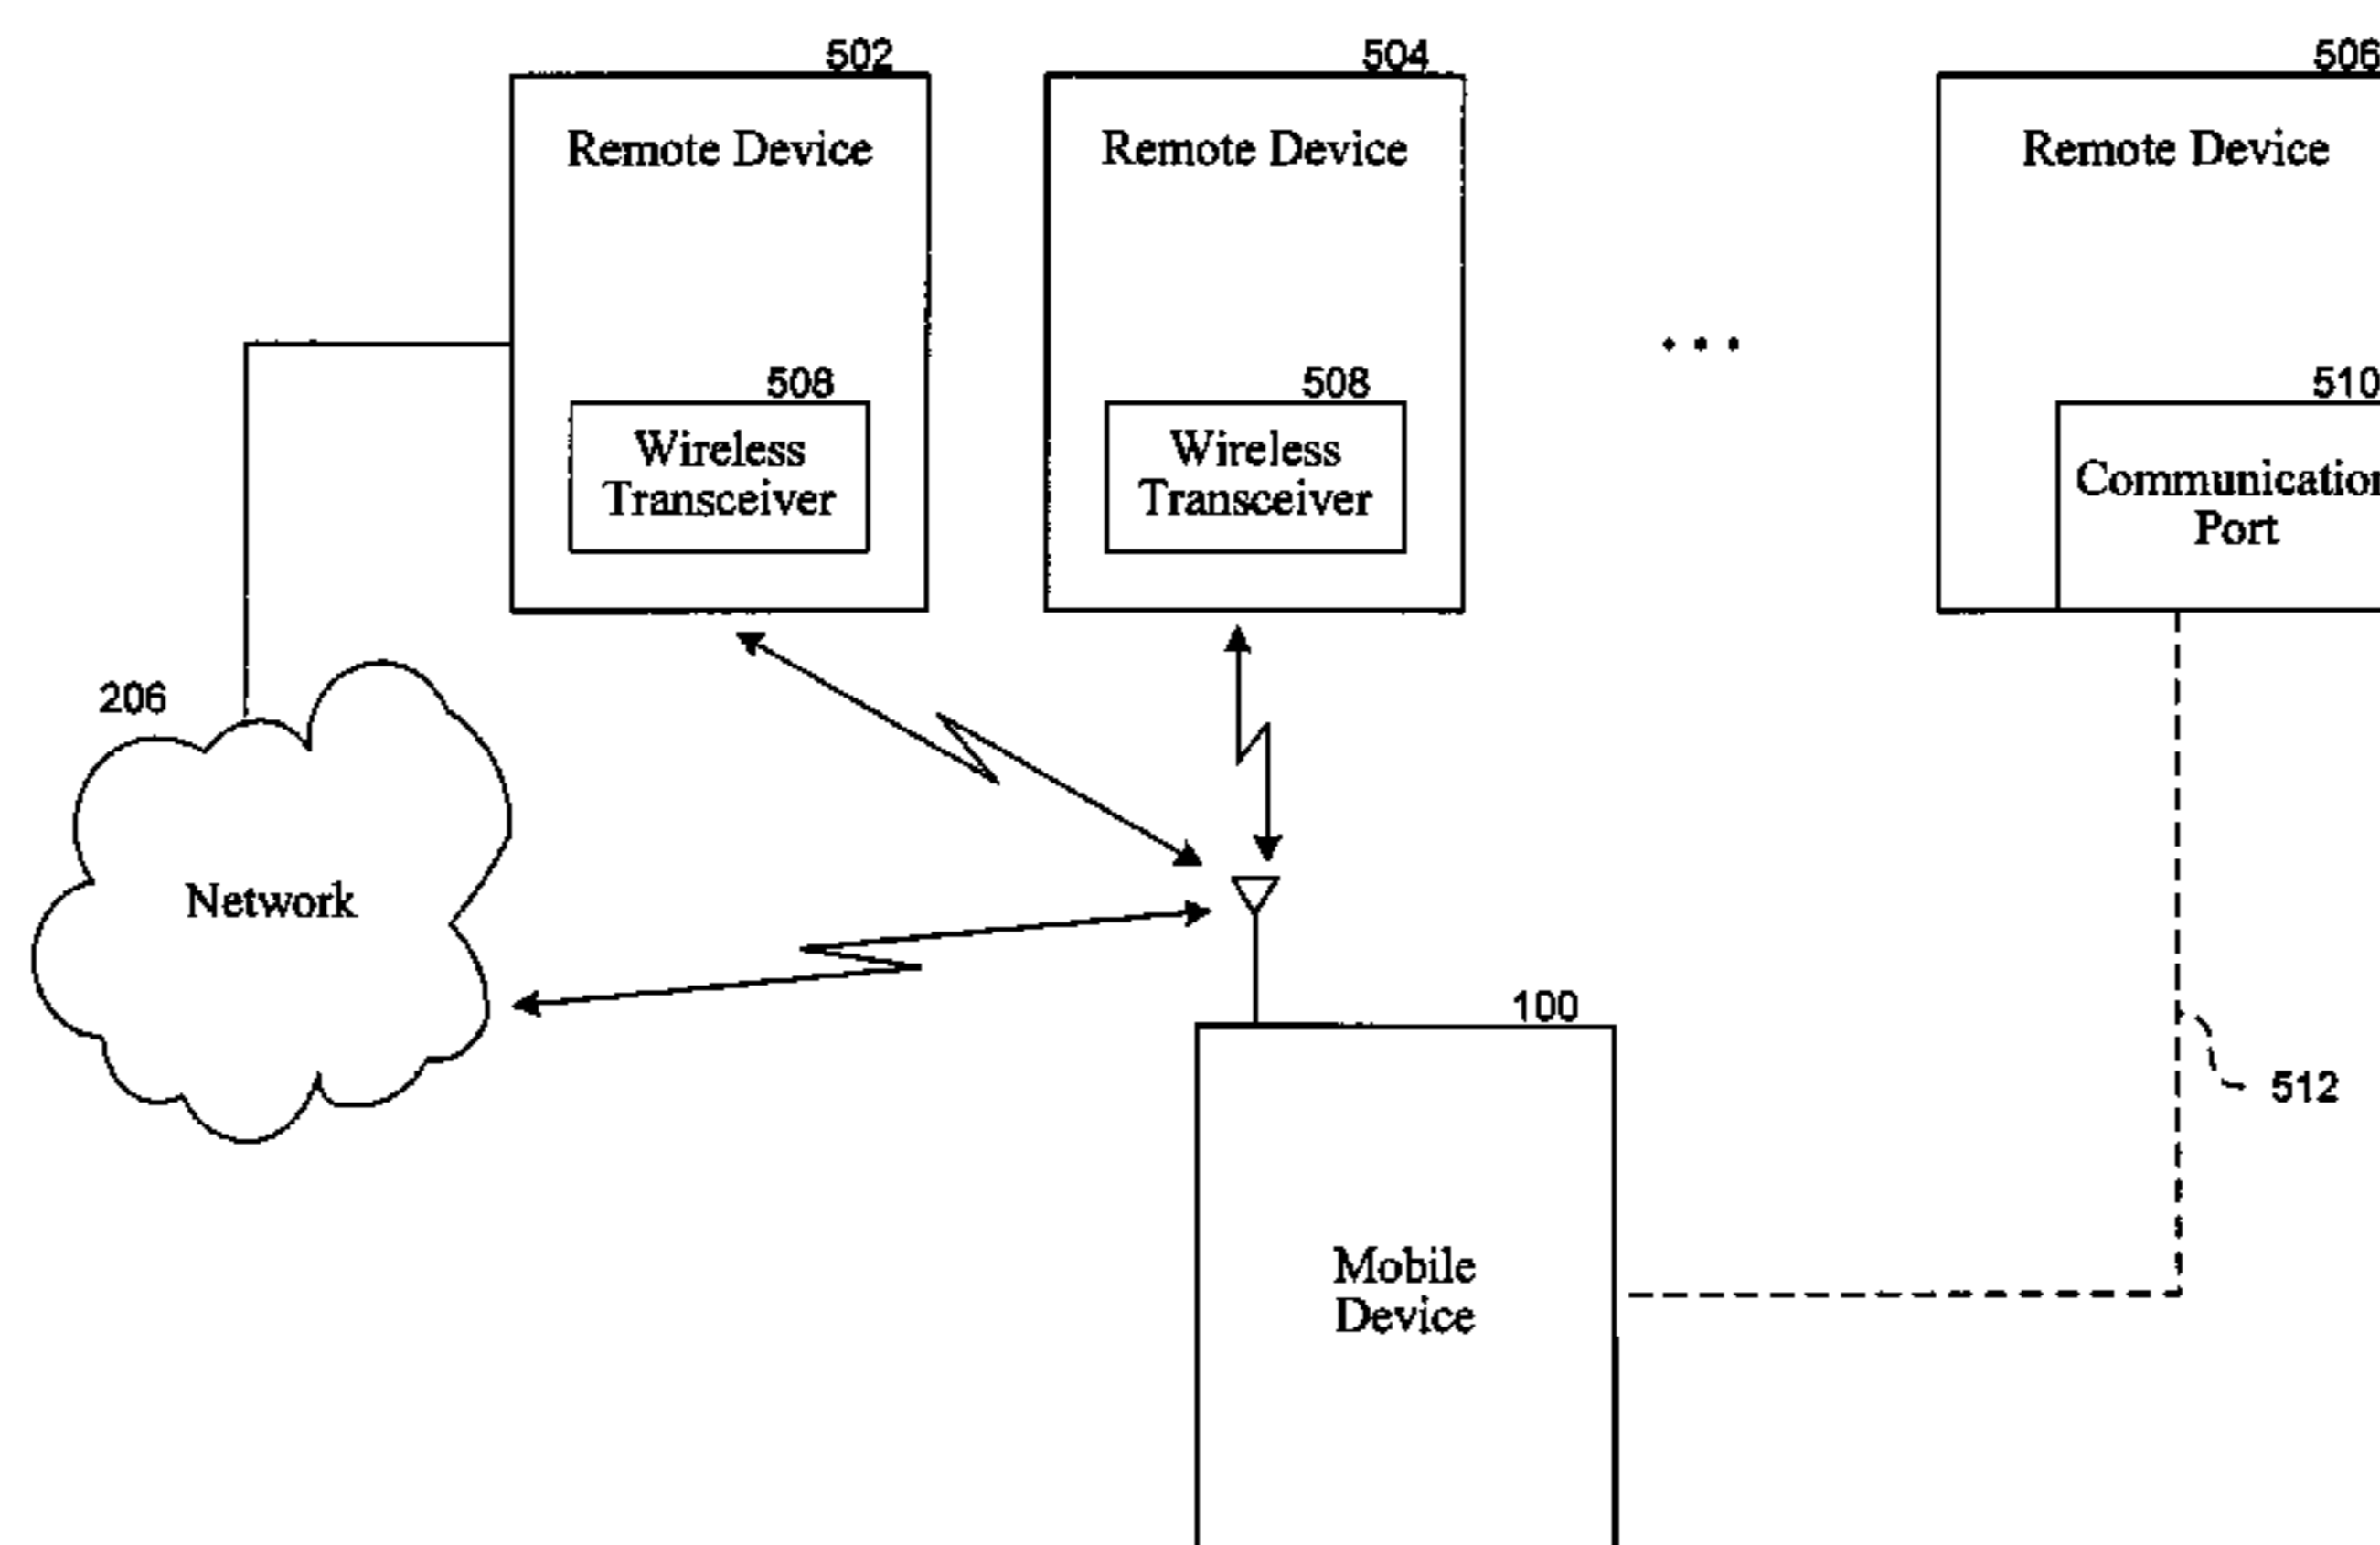 502
504
506
Remote Device
Remote Device
Remote Device
508
508
510
Wireless
Transceiver
Wireless
Transceiver
Communication
Port
206
Network
100
512
Mobile
Device